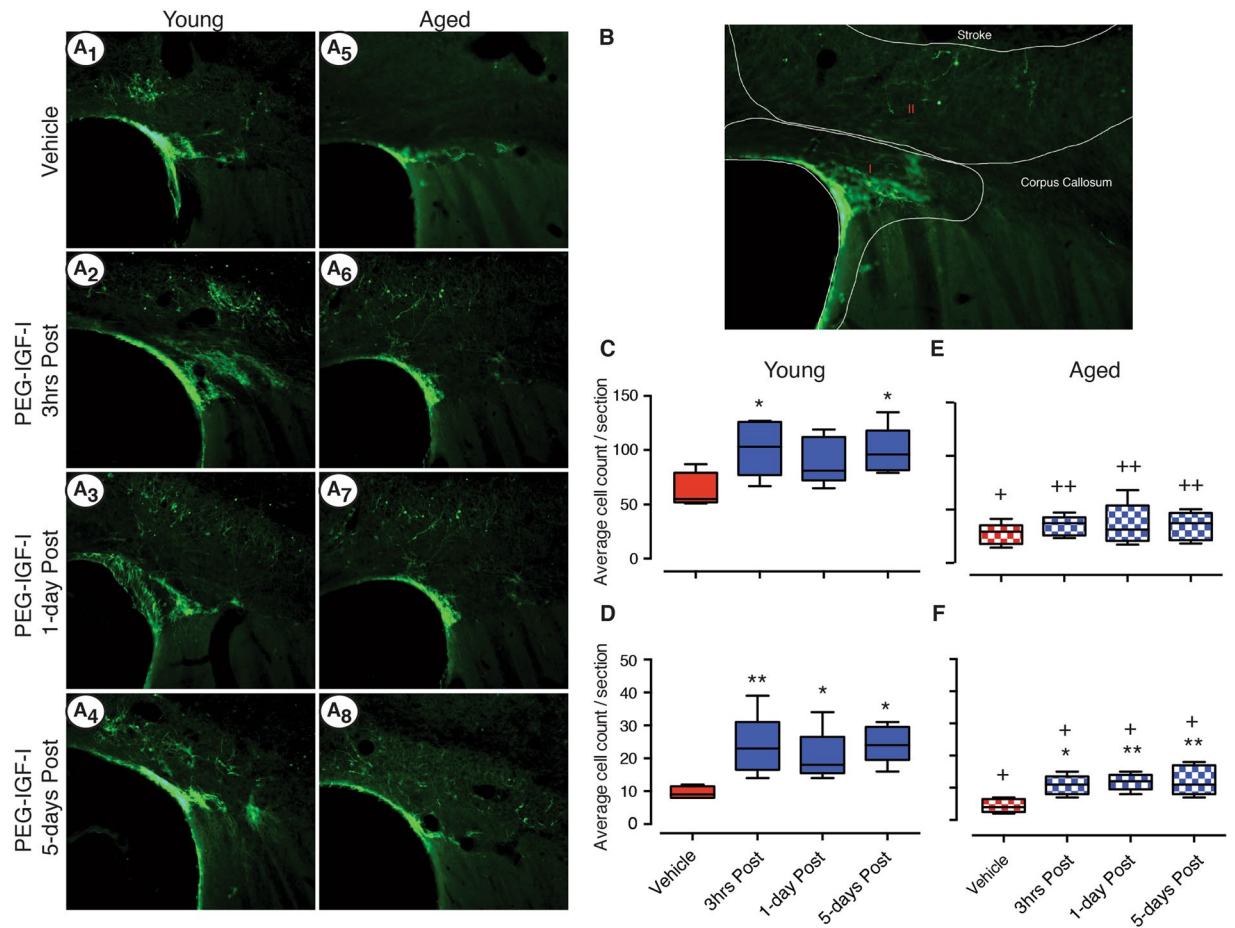 Young
Aged
Vehicle
PEG-IGF-I
3hrs Post
PEG-IGF-I
1-day Post
PEG-IGF-I
5-days Post
A1
A5
A2
A6
A3
A7
A4
A8
B
Stroke
II
I
Corpus Callosum
C
Young
Average cell count / section
150
100
50
0
*
*
E
Aged
+
++
++
++
D
Average cell count / section
50
40
30
20
10
0
**
*
*
Vehicle
3hrs Post
1-day Post
5-days Post
F
+
+
*
+
**
+
**
Vehicle
3hrs Post
1-day Post
5-days Post